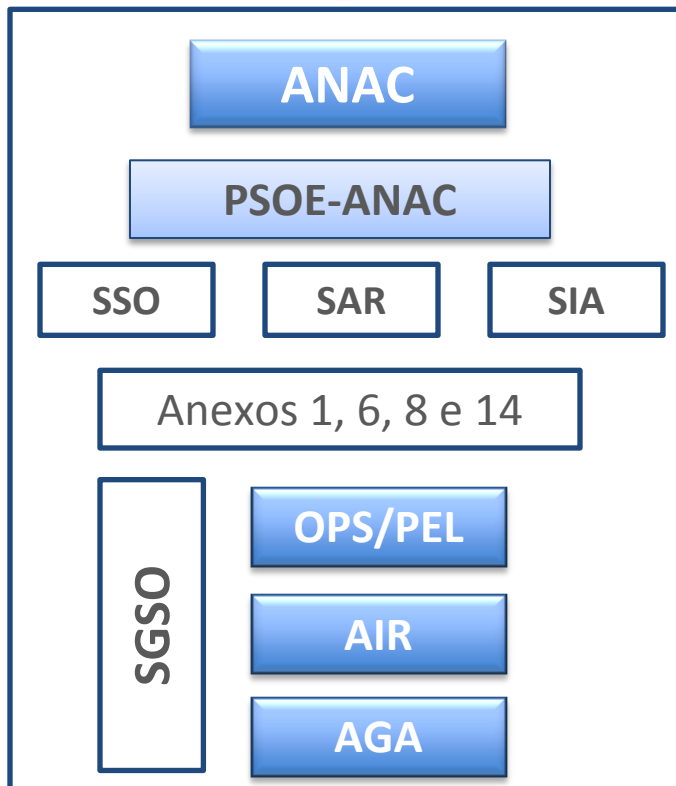 ANAC
PSOE-ANAC
SSO
SAR
SIA
Anexos 1, 6, 8 e 14
SGSO
OPS/PEL
AIR
AGA